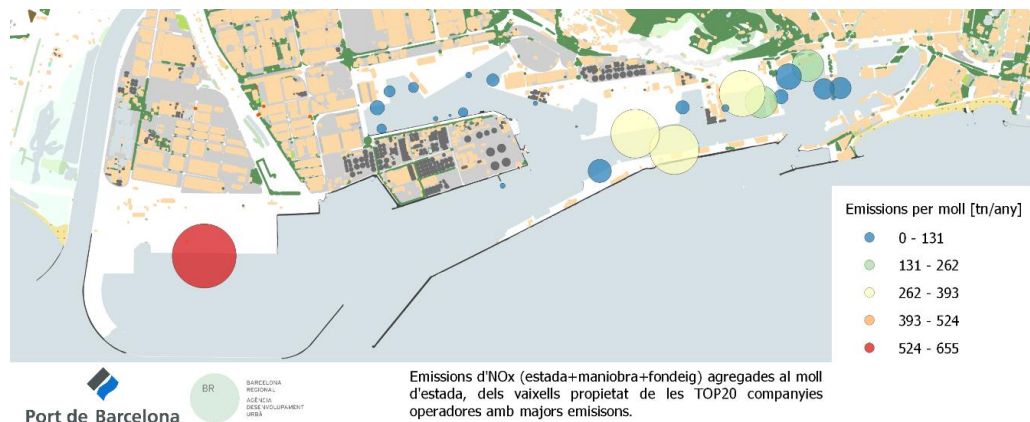 Emissions per moll [tn/any]
0 - 131
131 - 262
262 - 393
393 - 524
524 - 655
Port de Barcelona
BR
BARCELONA
REGIONAL
AGÈNCIA
DESENVOLUPAMENT
URBÀ
Emissions d'NOx (estada+maniobra+fondeig) agregades al moll
d'estada, dels vaixells propietat de les TOP20 companyies
operadores amb majors emisisons.